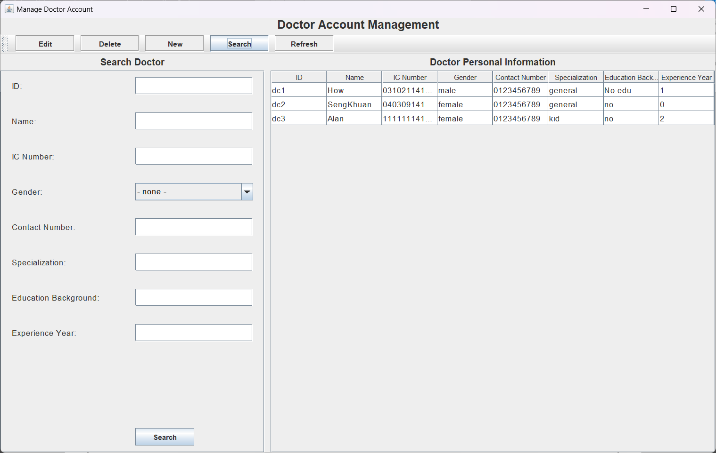 Manage Doctor Account
Doctor Account Management
Edit Delete New Search Refresh
Search Doctor
ID:
Name:
IC Number:
Gender: - none -
Contact Number:
Specialization:
Education Background:
Experience Year:
Search
Doctor Personal Information
ID Name IC Number Gender Contact Number Specialization Education Back... Experience Year
dc1 How 031021141... male 0123456789 general No edu 1
dc2 SengKhuan 040309141... female 0123456789 general no 0
dc3 Alan 111111141... female 0123456789 kid no 2